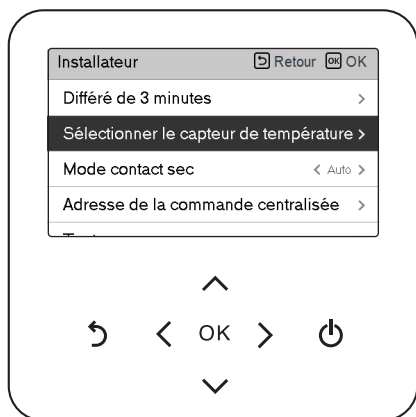 Installateur Retour OK OK
Différé de 3 minutes >
Sélectionner le capteur de température >
Mode contact sec < Auto >
Adresse de la commande centralisée >
OK